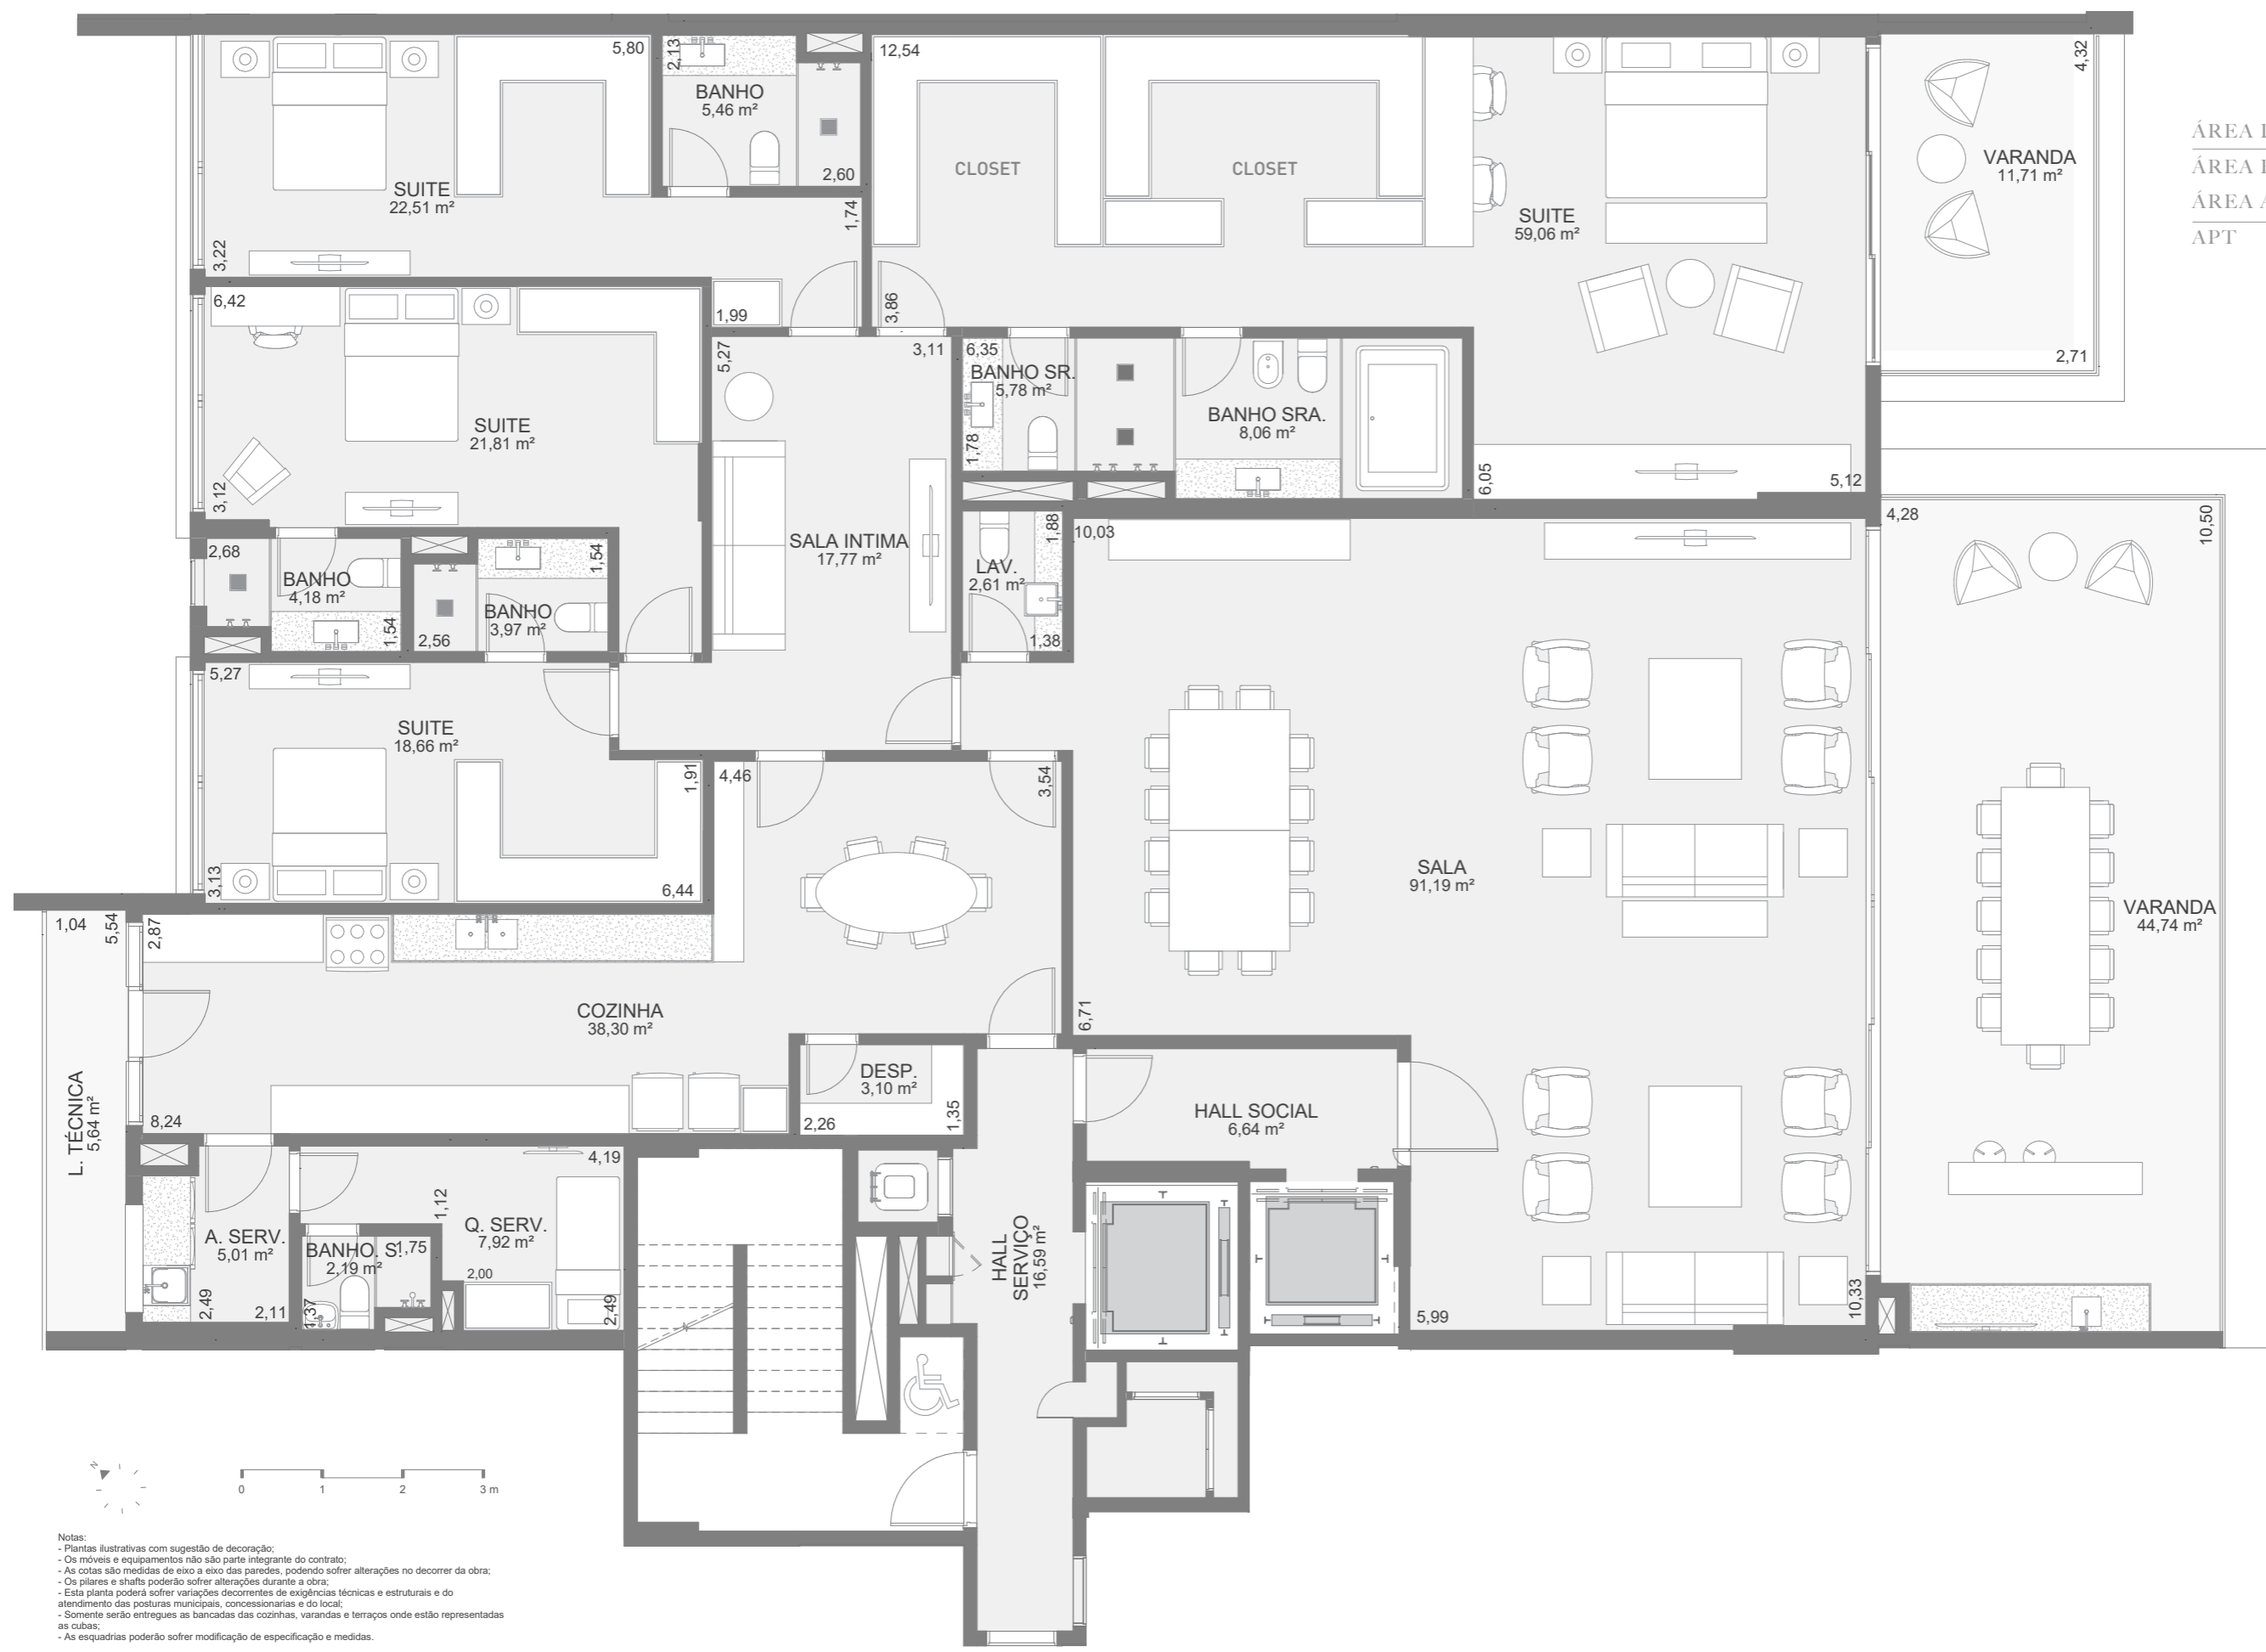 5,80
2,13
BANHO
5,46 m²
2,60
1,74
SUITE
22,51 m²
3,22
12,54
CLOSET
CLOSET
SUITE
59,06 m²
3,86
4,32
VARANDA
11,71 m²
2,71
ÁREA
ÁREA
ÁREA
APT
6,42
1,99
SUITE
21,81 m²
3,12
5,27
3,11
SALA INTIMA
17,77 m²
6,35
BANHO SR.
5,78 m²
1,78
BANHO SRA.
8,06 m²
6,05
5,12
2,68
BANHO
4,18 m²
1,54
1,54
BANHO
3,97 m²
2,56
1,88
LAV.
2,61 m²
1,38
10,03
4,28
10,50
5,27
SUITE
18,66 m²
1,91
3,13
6,44
4,46
3,54
SALA
91,19 m²
6,71
VARANDA
44,74 m²
1,04
5,54
2,87
COZINHA
38,30 m²
8,24
L. TÉCNICA
5,64 m²
DESP.
3,10 m²
2,26
1,35
HALL SOCIAL
6,64 m²
4,19
1,12
Q. SERV.
7,92 m²
2,00
2,49
A. SERV.
5,01 m²
2,49
2,11
BANHO. S.
1,75
2,19 m²
1,37
HALL
SERVIÇO
16,59 m²
5,99
10,33
N
0 1 2 3 m
Notas:
- Plantas ilustrativas com sugestão de decoração;
- Os móveis e equipamentos não são parte integrante do contrato;
- As cotas são medidas de eixo a eixo das paredes, podendo sofrer alterações no decorrer da obra;
- Os pilares e shafts poderão sofrer alterações durante a obra;
- Esta planta poderá sofrer variações decorrentes de exigências técnicas e estruturais e do
atendimento das posturas municipais, concessionarias e do local;
- Somente serão entregues as bancadas das cozinhas, varandas e terraços onde estão representadas
as cubas;
- As esquadrias poderão sofrer modificação de especificação e medidas.